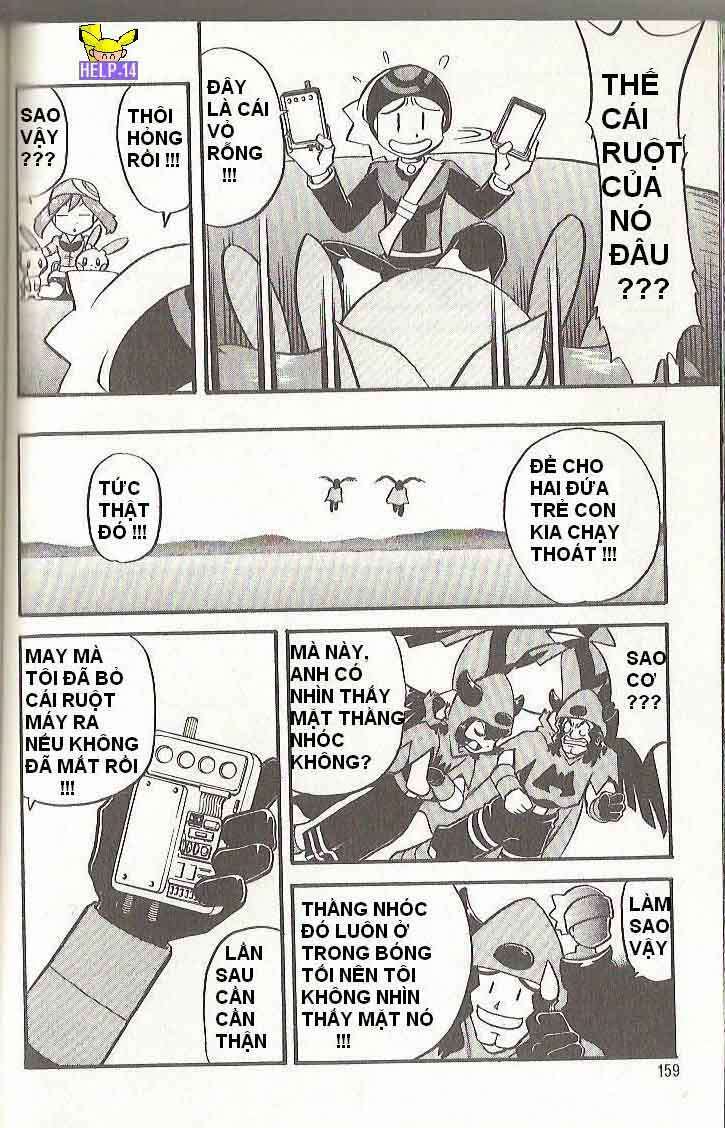 HELP-14
THẾ
CÁI
RUỘT
CỦA
NÓ
ĐÂU
???
ĐÂY
LÀ CÁI
VỎ
RỖNG
!!!
THÔI
HỎNG
RỒI !!!
SAO
VẬY
???
ĐỂ CHO
HAI ĐỨA
TRẺ CON
KIA CHẠY
THOÁT !!!
TỨC
THẬT
ĐÓ !!!
SAO
CƠ
???
MÀ NÀY,
ANH CÓ
NHÌN THẤY
MẶT THẰNG
NHÓC
KHÔNG?
LÀM
SAO
VẬY
THẰNG NHÓC
ĐÓ LUÔN Ở
TRONG BÓNG
TỐI NÊN TÔI
KHÔNG NHÌN
THẤY MẶT NÓ
!!!
MAY MÀ
TÔI ĐÃ BỎ
CÁI RUỘT
MÁY RA
NẾU KHÔNG
ĐÃ MẤT RỒI
!!!
LẦN
SAU
CẦN
CẨN
THẬN
159